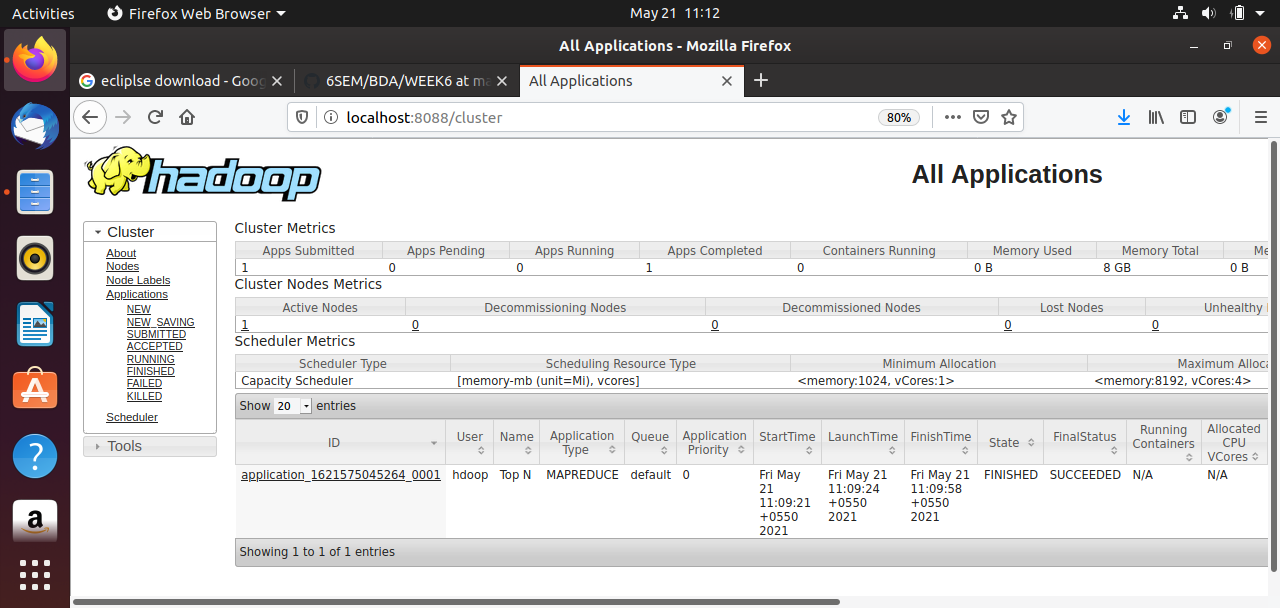 Activities Firefox Web Browser May 21 11:12
All Applications - Mozilla Firefox
ecliplse download - Goog 6SEM/BDA/WEEK6 at ma All Applications
localhost:8088/cluster 80%
hadoop
All Applications
Cluster
About
Nodes
Node Labels
Applications
NEW
NEW_SAVING
SUBMITTED
ACCEPTED
RUNNING
FINISHED
FAILED
KILLED
Scheduler
Tools
Cluster Metrics
Apps Submitted Apps Pending Apps Running Apps Completed Containers Running Memory Used Memory Total Me
1 0 0 1 0 0 B 8 GB 0 B
Cluster Nodes Metrics
Active Nodes Decommissioning Nodes Decommissioned Nodes Lost Nodes Unhealthy
1 0 0 0 0
Scheduler Metrics
Scheduler Type Scheduling Resource Type Minimum Allocation Maximum Alloca
Capacity Scheduler [memory-mb (unit=Mi), vcores] <memory:1024, vCores:1> <memory:8192, vCores:4>
Show 20 entries
ID User Name Application Type Queue Application Priority StartTime LaunchTime FinishTime State FinalStatus Running Containers Allocated CPU VCores
application_1621575045264_0001 hdoop Top N MAPREDUCE default 0 Fri May 21 11:09:21 +0550 2021 Fri May 21 11:09:24 +0550 2021 Fri May 21 11:09:58 +0550 2021 FINISHED SUCCEEDED N/A N/A
Showing 1 to 1 of 1 entries